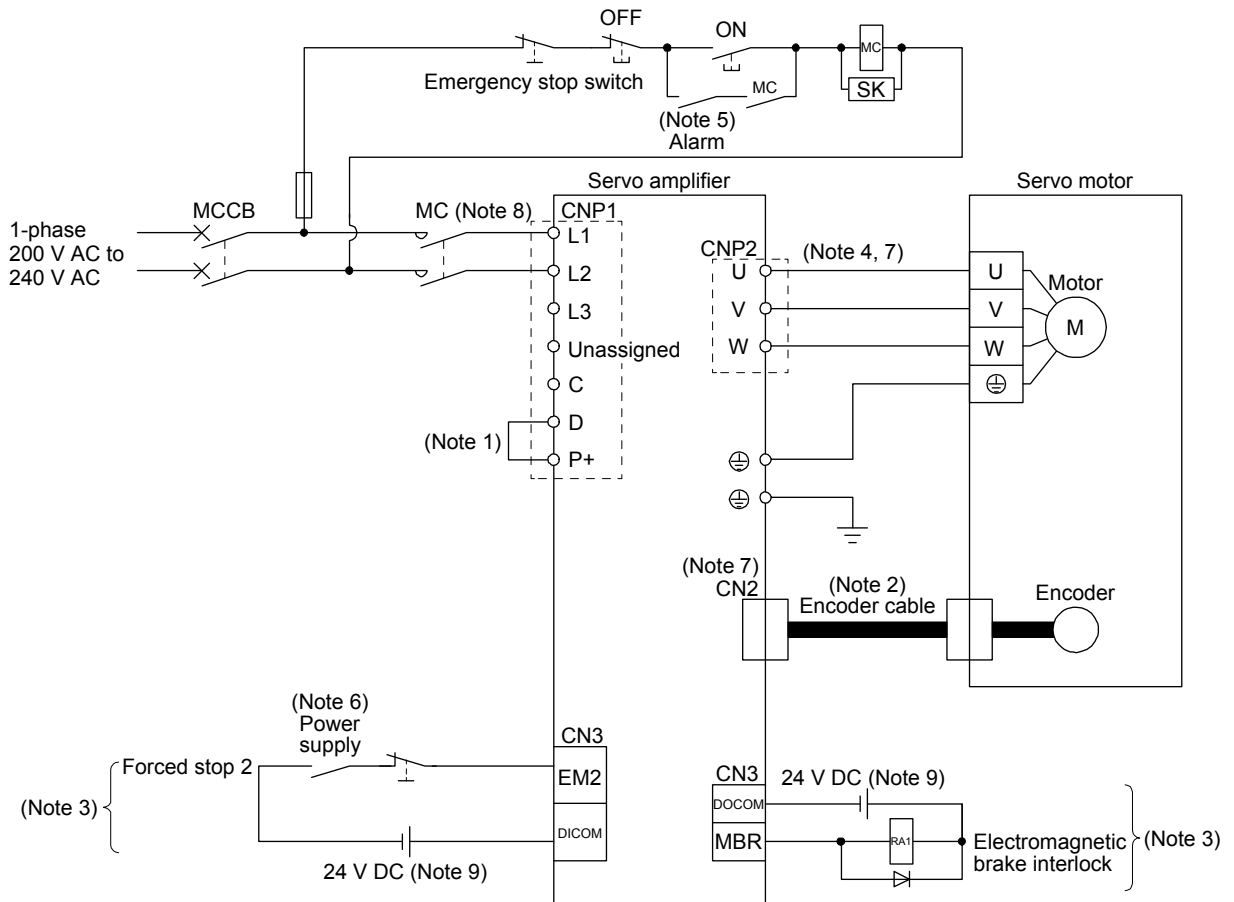 OFF
ON
MC
Emergency stop switch
MC
SK
(Note 5)
Alarm
Servo amplifier
Servo motor
MCCB
MC (Note 8)
CNP1
1-phase
200 V AC to
240 V AC
L1
L2
L3
Unassigned
C
D
P+
(Note 1)
CNP2
U
V
W
(Note 4, 7)
U
V
W
Motor
M
(Note 7)
CN2
(Note 2)
Encoder cable
Encoder
(Note 6)
Power
supply
Forced stop 2
(Note 3)
CN3
EM2
DICOM
24 V DC (Note 9)
CN3
DOCOM
MBR
24 V DC (Note 9)
RA1
Electromagnetic
brake interlock
(Note 3)